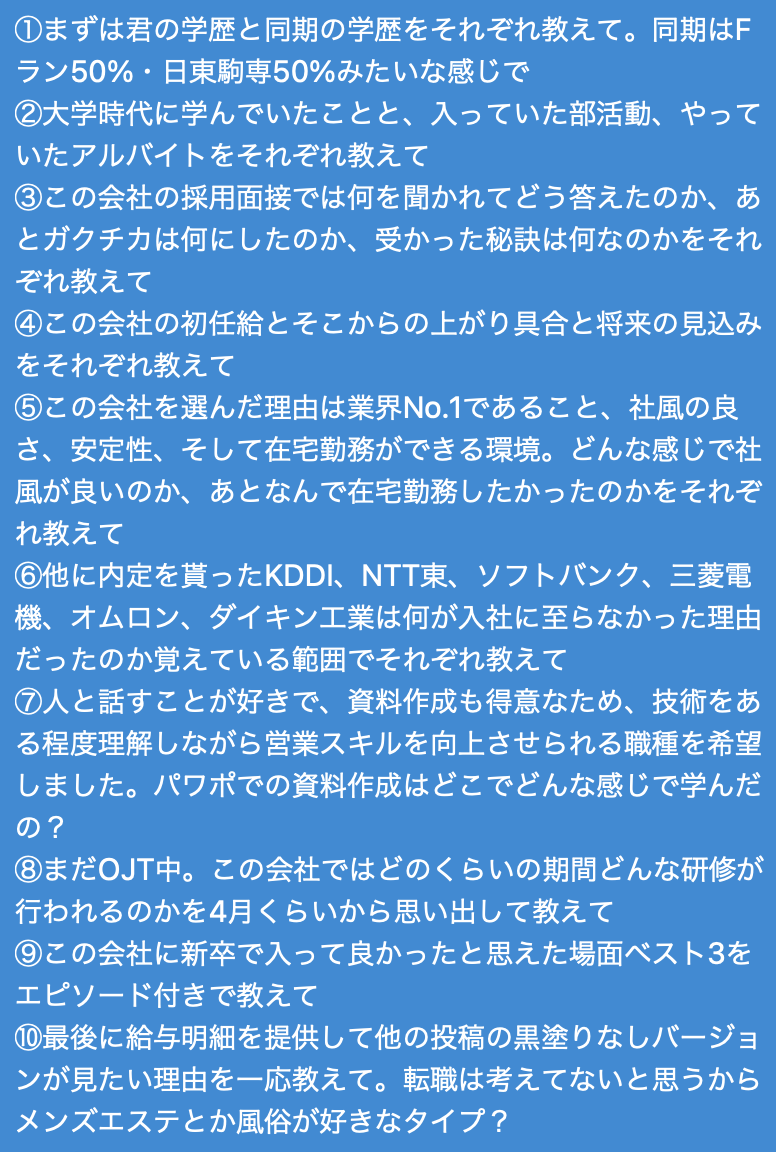 ①まずは君の学歴と同期の学歴をそれぞれ教えて。同期はF
ラン50%・日東駒専50%みたいな感じで
②大学時代に学んでいたことと、入っていた部活動、やって
いたアルバイトをそれぞれ教えて
③この会社の採用面接では何を聞かれてどう答えたのか、あ
とガクチカは何にしたのか、受かった秘訣は何なのかをそれ
ぞれ教えて
④この会社の初任給とそこからの上がり具合と将来の見込み
をそれぞれ教えて
⑤この会社を選んだ理由は業界No.1であること、社風の良
さ、安定性、そして在宅勤務ができる環境。どんな感じで社
風が良いのか、あとなんで在宅勤務したかったのかをそれぞ
れ教えて
⑥他に内定を貰ったKDDI、NTT東、ソフトバンク、三菱電
機、オムロン、ダイキン工業は何が入社に至らなかった理由
だったのか覚えている範囲でそれぞれ教えて
⑦人と話すことが好きで、資料作成も得意なため、技術をあ
る程度理解しながら営業スキルを向上させられる職種を希望
しました。パワポでの資料作成はどこでどんな感じで学んだ
の？
⑧まだOJT中。この会社ではどのくらいの期間どんな研修が
行われるのかを4月くらいから思い出して教えて
⑨この会社に新卒で入って良かったと思えた場面ベスト3を
エピソード付きで教えて
⑩最後に給与明細を提供して他の投稿の黒塗りなしバージョ
ンが見たい理由を一応教えて。転職は考えてないと思うから
メンズエステとか風俗が好きなタイプ？